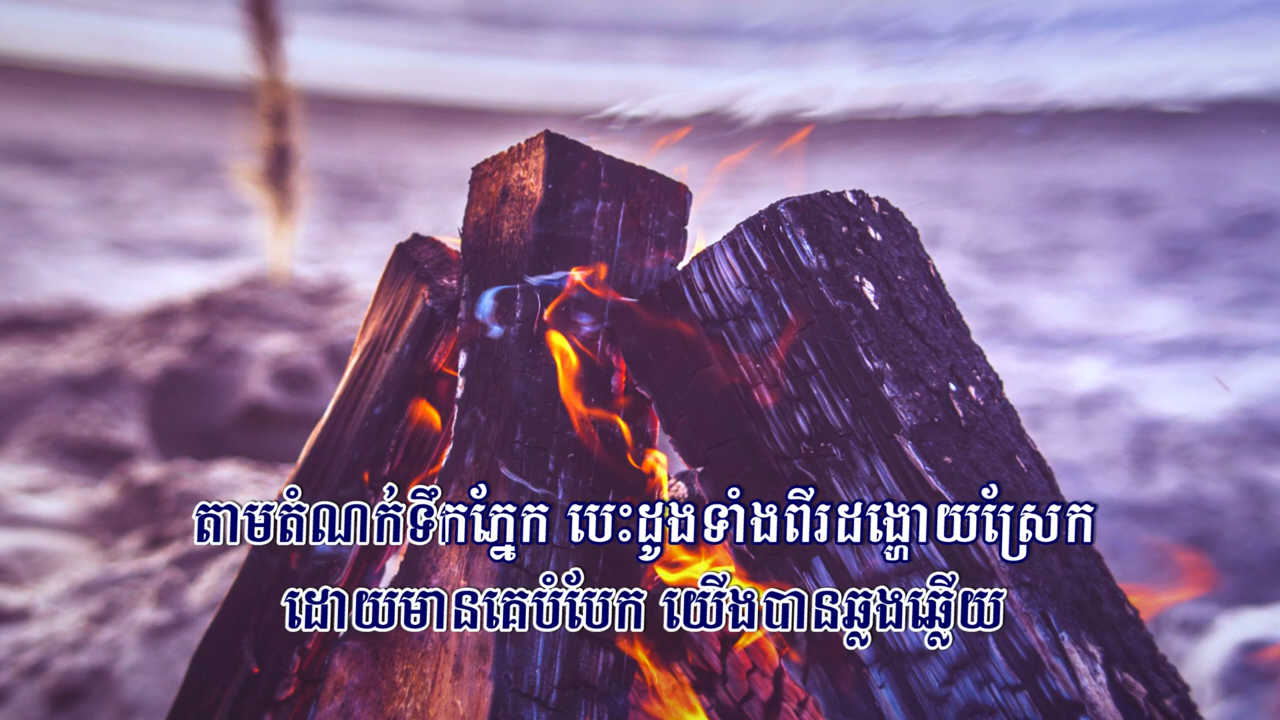 តាមតំណក់ទឹកភ្នែក បេះដូងទាំងពីរដង្ហោយស្រែក
ដោយមានគេបំបែក យើងបានឆ្លងឆ្លើយ